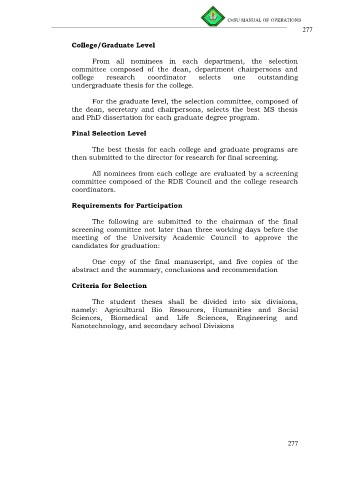 CvSU MANUAL OF OPERATIONS
277
College/Graduate Level
From all nominees in each department, the selection
committee composed of the dean, department chairpersons and
college research coordinator selects one outstanding
undergraduate thesis for the college.
For the graduate level, the selection committee, composed of
the dean, secretary and chairpersons, selects the best MS thesis
and PhD dissertation for each graduate degree program.
Final Selection Level
The best thesis for each college and graduate programs are
then submitted to the director for research for final screening.
All nominees from each college are evaluated by a screening
committee composed of the RDE Council and the college research
coordinators.
Requirements for Participation
The following are submitted to the chairman of the final
screening committee not later than three working days before the
meeting of the University Academic Council to approve the
candidates for graduation:
One copy of the final manuscript, and five copies of the
abstract and the summary, conclusions and recommendation
Criteria for Selection
The student theses shall be divided into six divisions,
namely: Agricultural Bio Resources, Humanities and Social
Sciences, Biomedical and Life Sciences, Engineering and
Nanotechnology, and secondary school Divisions
277